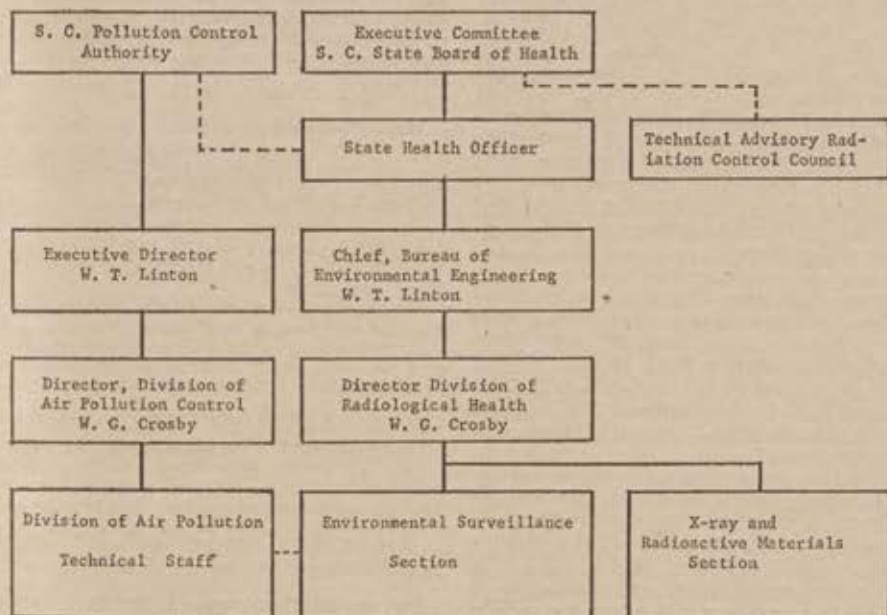 S. C. Pollution Control
Authority
Executive Committee
S. C. State Board of Health
State Health Officer
Technical Advisory Rad-
iation Control Council
Executive Director
W. T. Linton
Chief, Bureau of
Environmental Engineering
W. T. Linton
Director, Division of
Air Pollution Control
W. G. Crosby
Director Division of
Radiological Health
W. G. Crosby
Division of Air Pollution
Technical Staff
Environmental Surveillance
Section
X-ray and
Radioactive Materials
Section